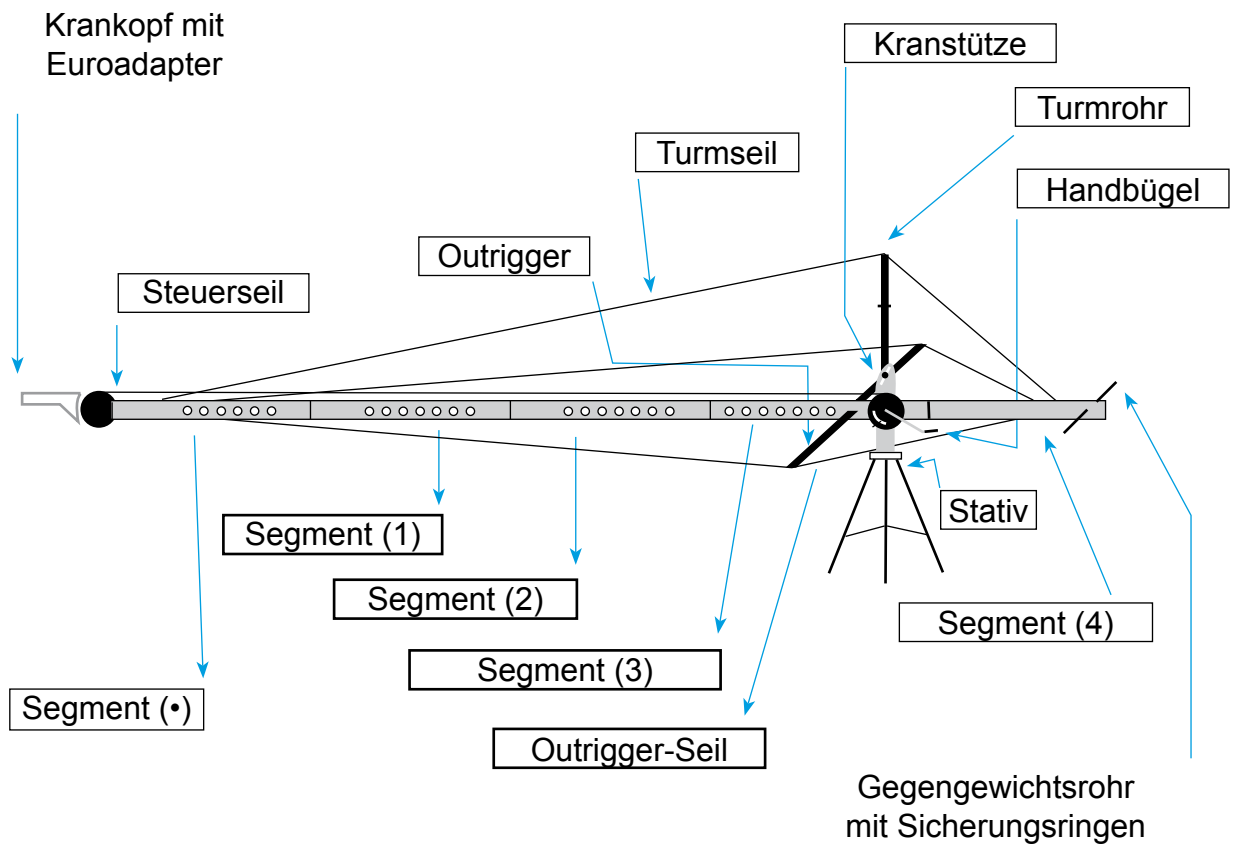 Krankopf mit
Euroadapter
Kranstütze
Turmrohr
Turmseil
Handbügel
Outrigger
Steuerseil
Stativ
Segment (1)
Segment (2)
Segment (4)
Segment (3)
Segment (•)
Outrigger-Seil
Gegengewichtsrohr
mit Sicherungsringen